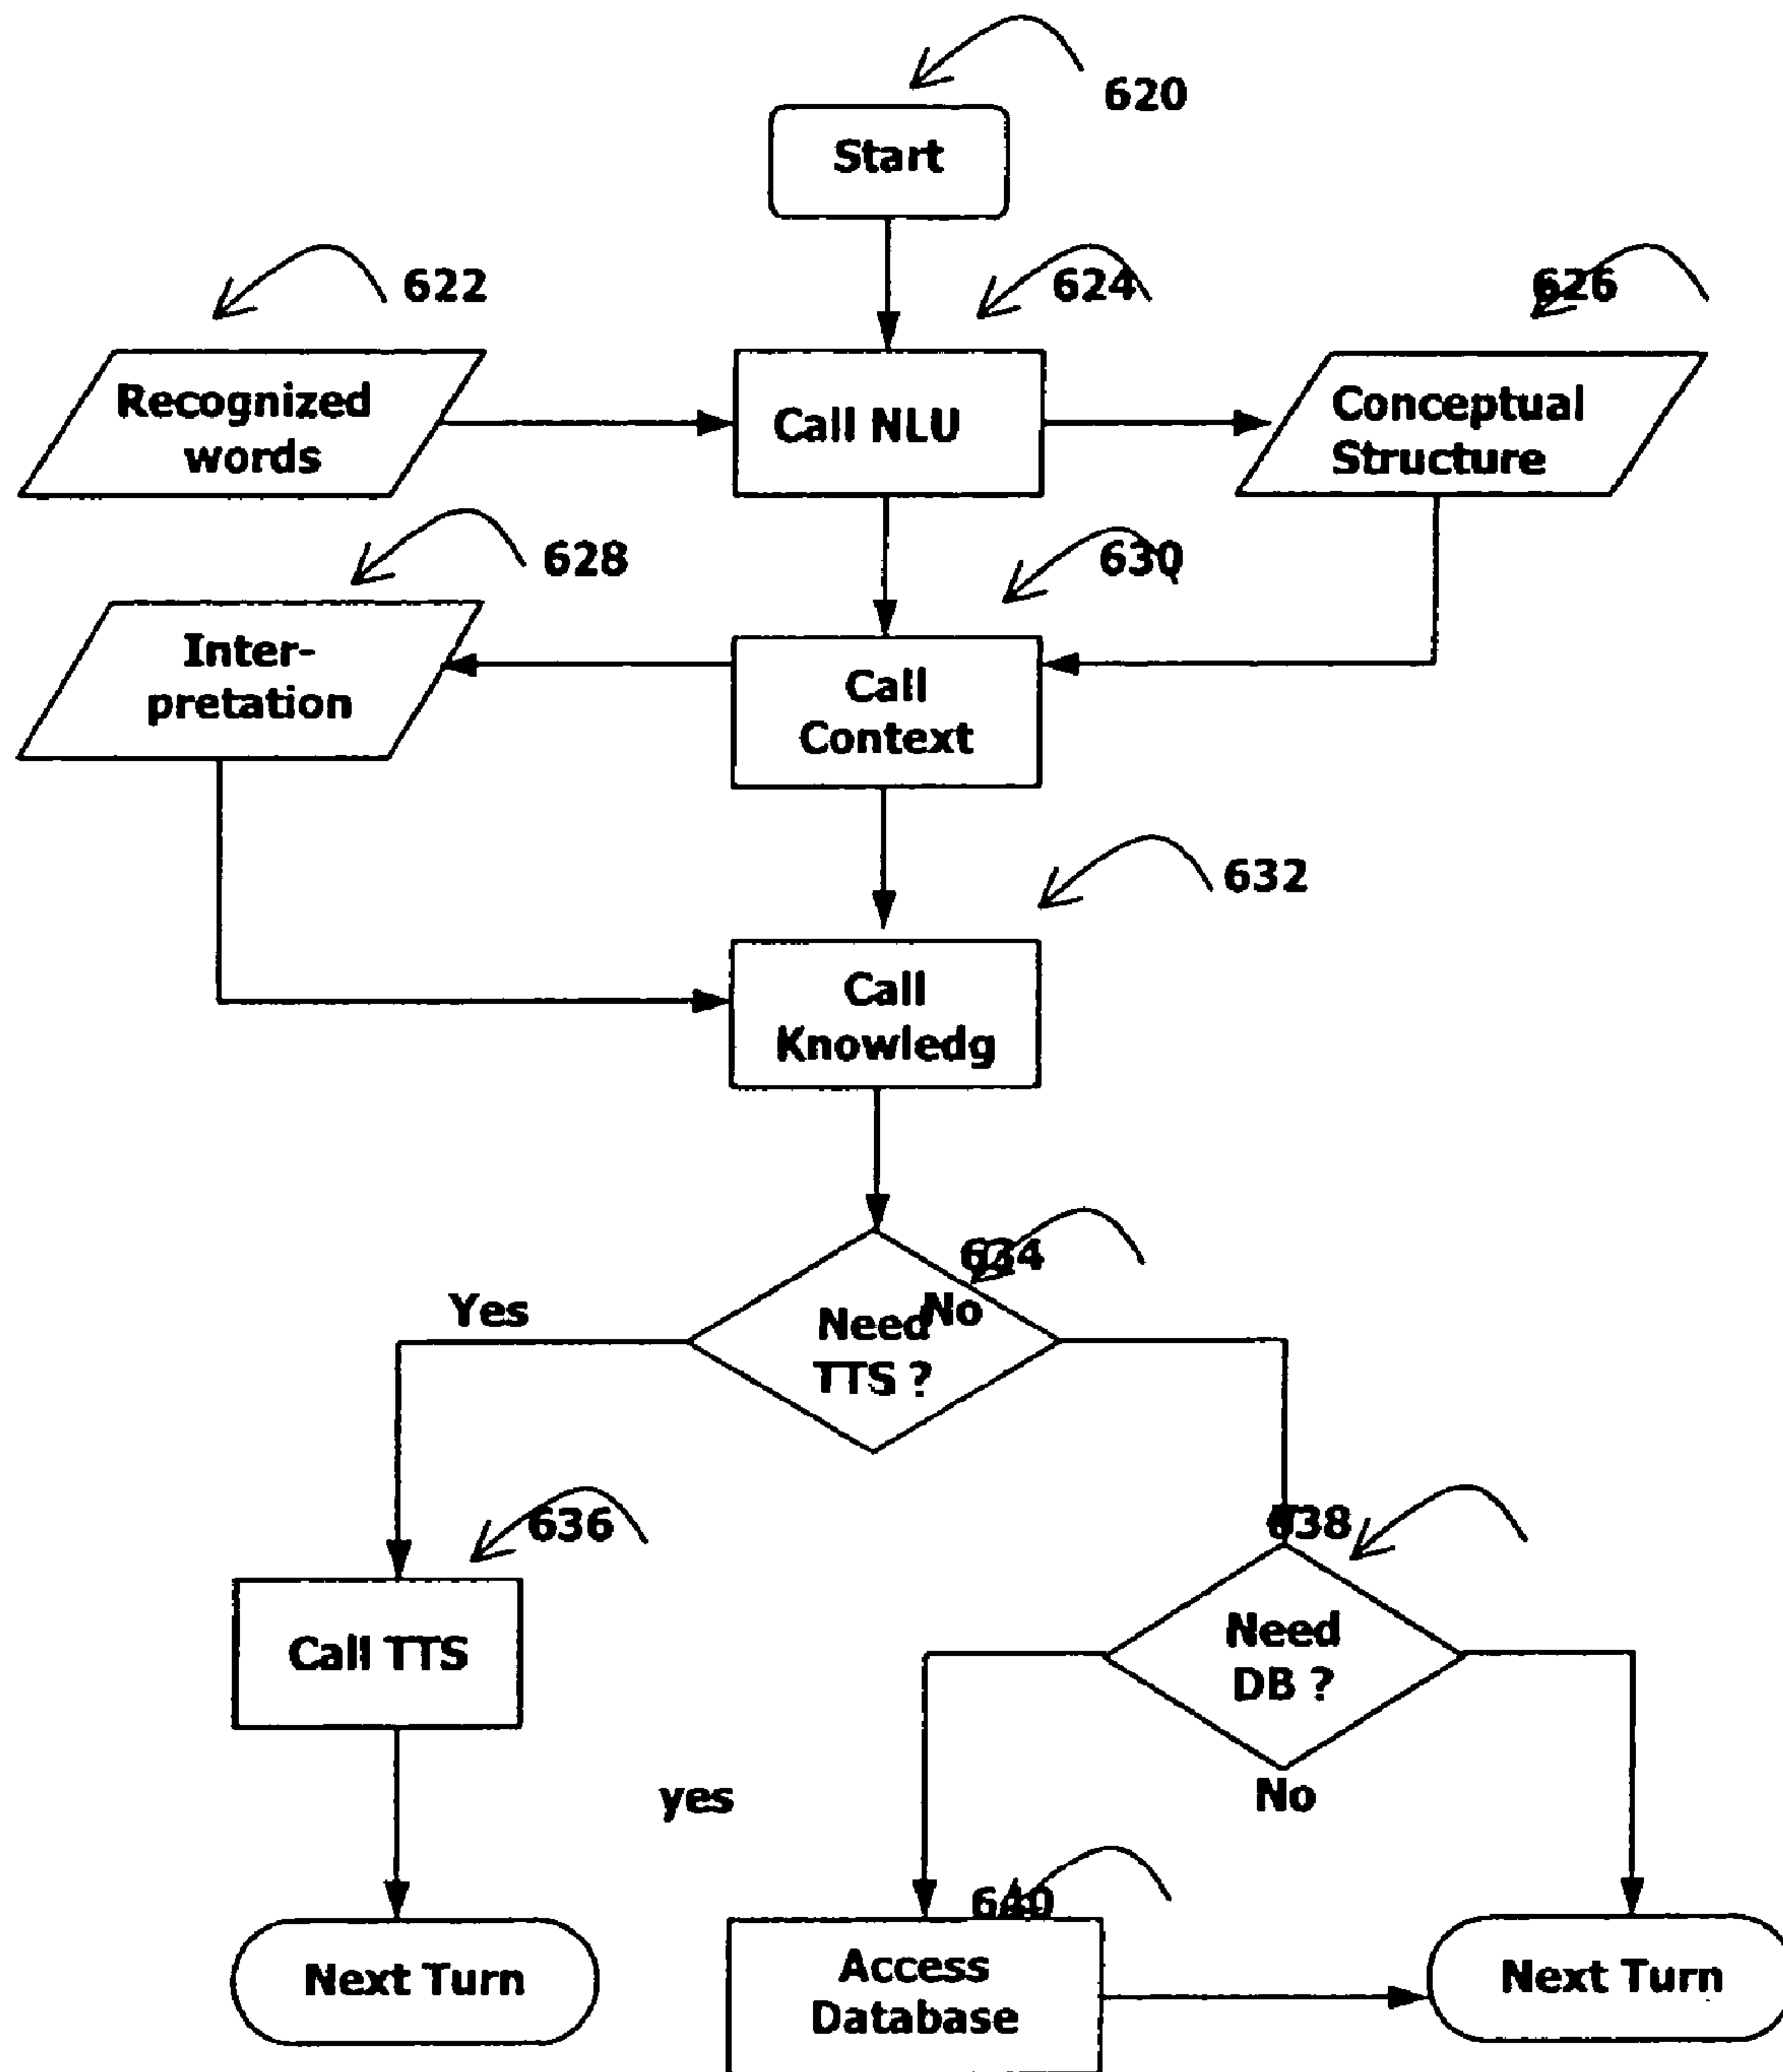 620
Start
622
624
626
Recognized
words
Call NLU
Conceptual
Structure
628
630
Inter-
pretation
Call
Context
632
Call
Knowledg
634
Yes
No
Need
TTS ?
636
638
Call TTS
Need
DB ?
yes
No
640
Next Turn
Access
Database
Next Turn